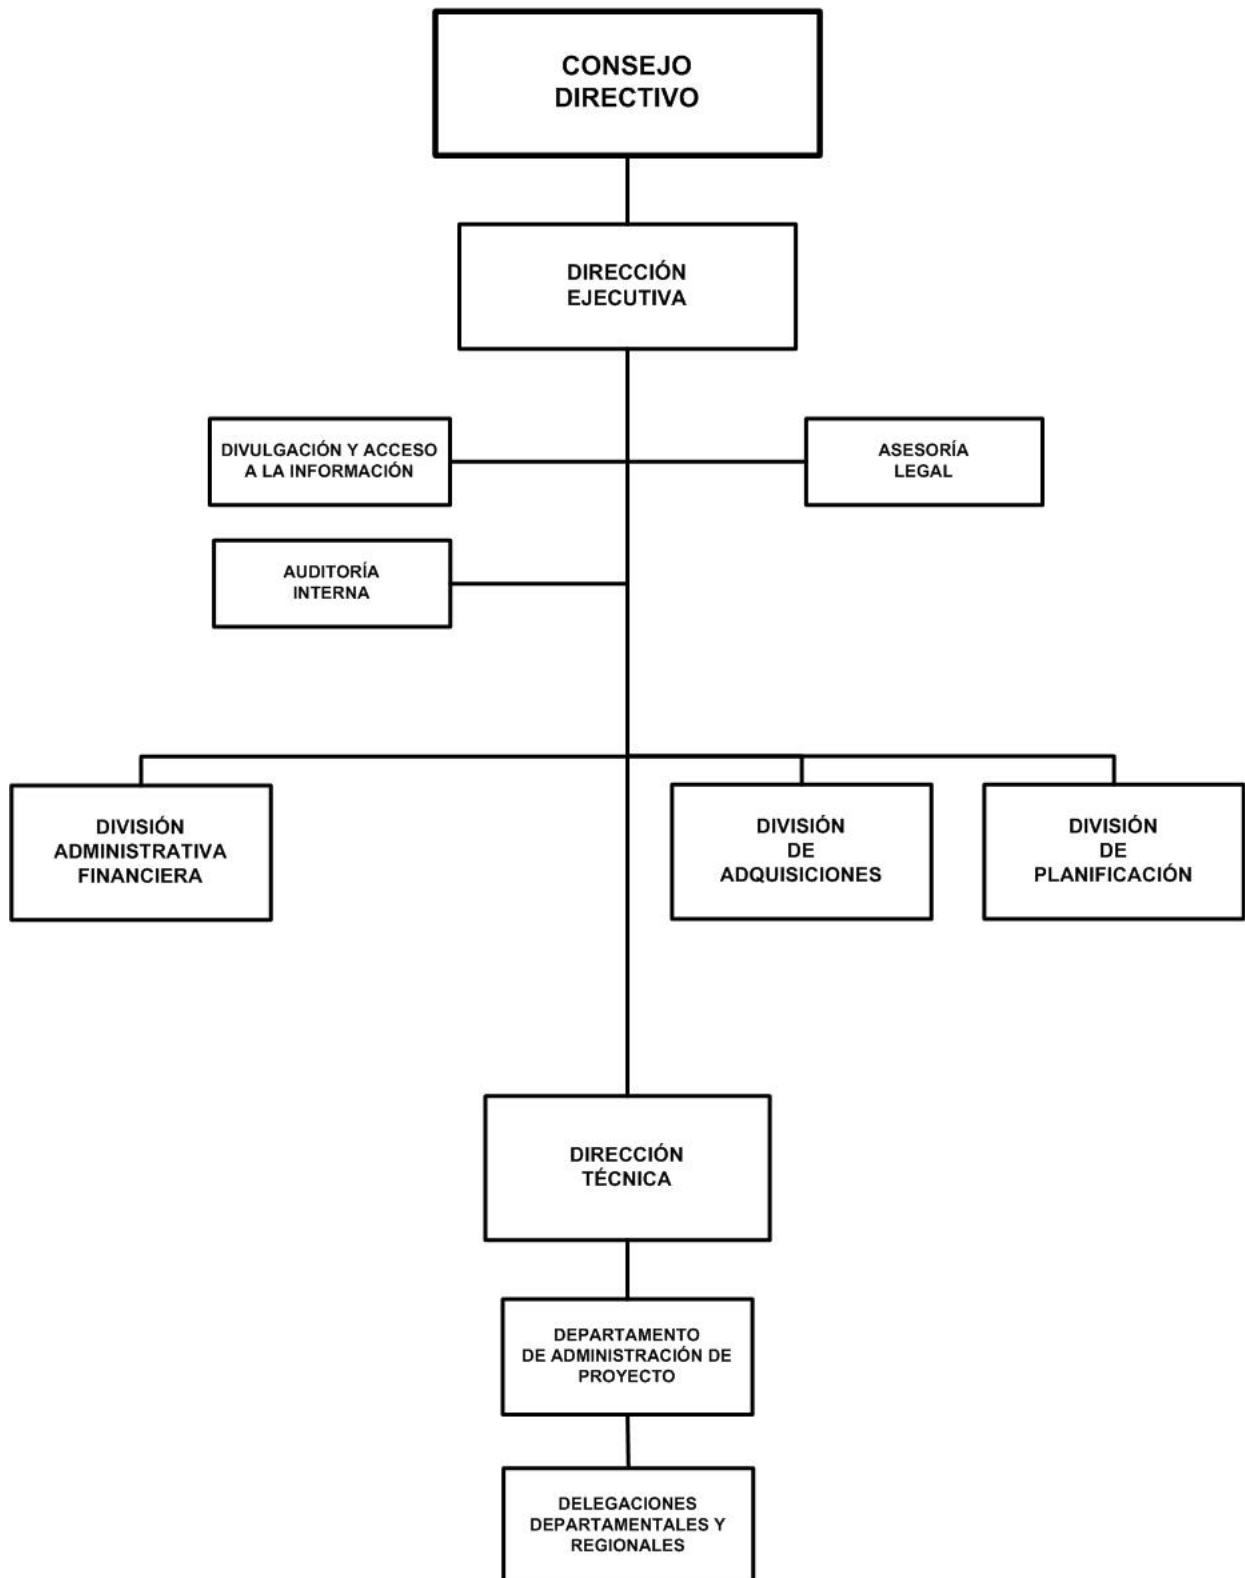 CONSEJO
DIRECTIVO
DIRECCIÓN
EJECUTIVA
DIVULGACIÓN Y ACCESO
A LA INFORMACIÓN
ASESORÍA
LEGAL
AUDITORÍA
INTERNA
DIVISIÓN
ADMINISTRATIVA
FINANCIERA
DIVISIÓN
DE
ADQUISICIONES
DIVISIÓN
DE
PLANIFICACIÓN
DIRECCIÓN
TÉCNICA
DEPARTAMENTO
DE ADMINISTRACIÓN DE
PROYECTO
DELEGACIONES
DEPARTAMENTALES Y
REGIONALES